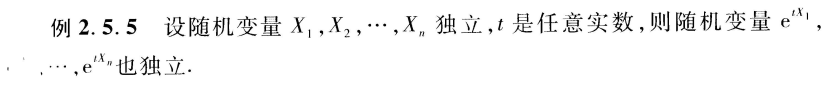 例 2.5.5 设随机变量 X₁,X₂,⋯,Xₙ 独立,t 是任意实数,则随机变量 e^{tX₁},
⋯,e^{tXₙ}也独立.